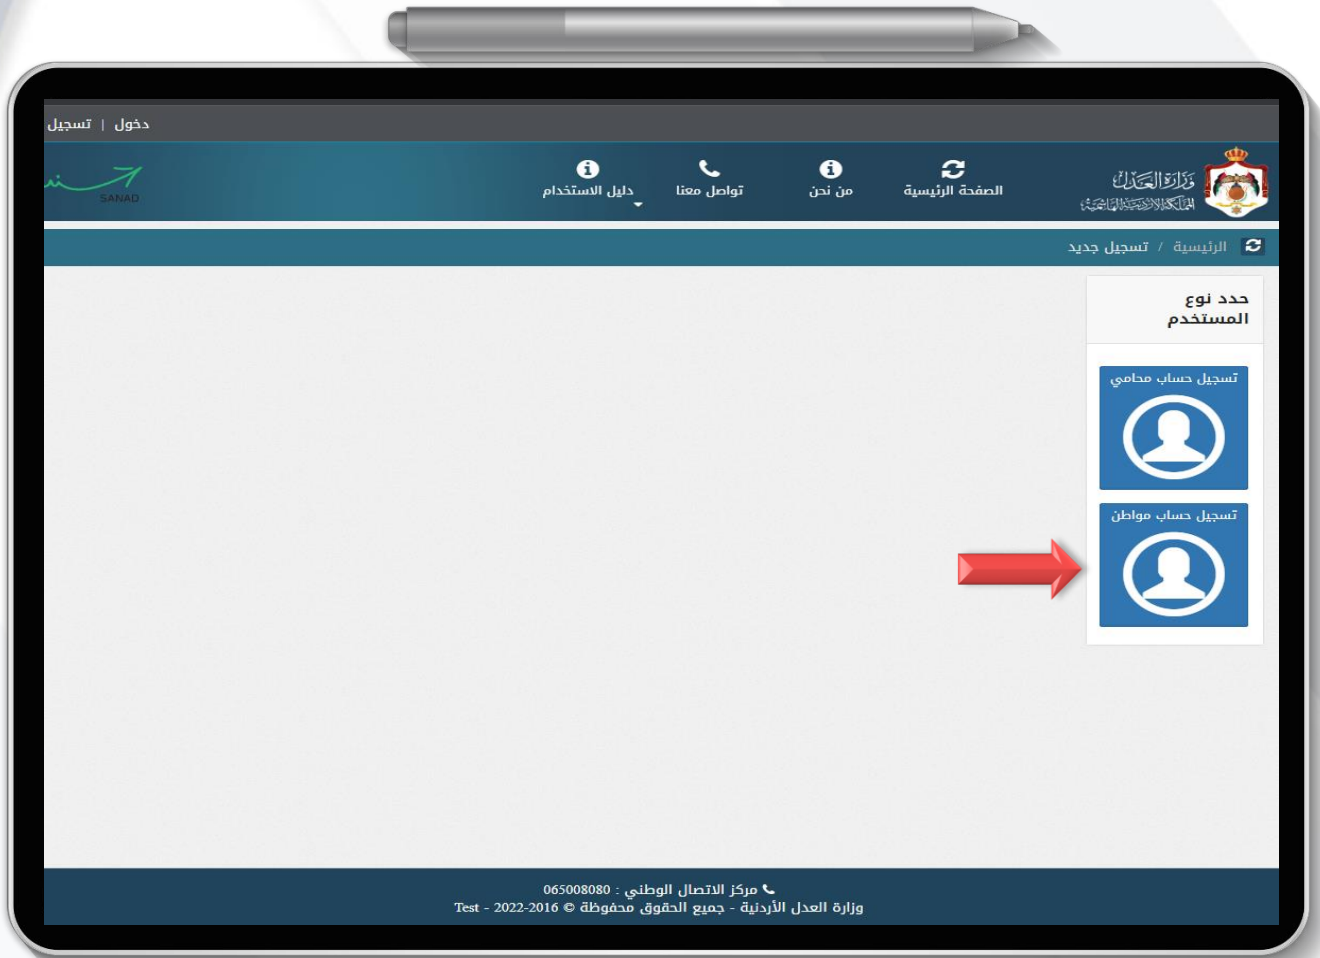 دخول | تسجيل
وزارة العدل
المملكة الأردنية الهاشمية
الصفحة الرئيسية
من نحن
تواصل معنا
دليل الاستخدام
سند
SANAD
الرئيسية / تسجيل جديد
حدد نوع
المستخدم
تسجيل حساب محامي
تسجيل حساب مواطن
مركز الاتصال الوطني : 065008080
وزارة العدل الأردنية - جميع الحقوق محفوظة © 2016-2022 - Test